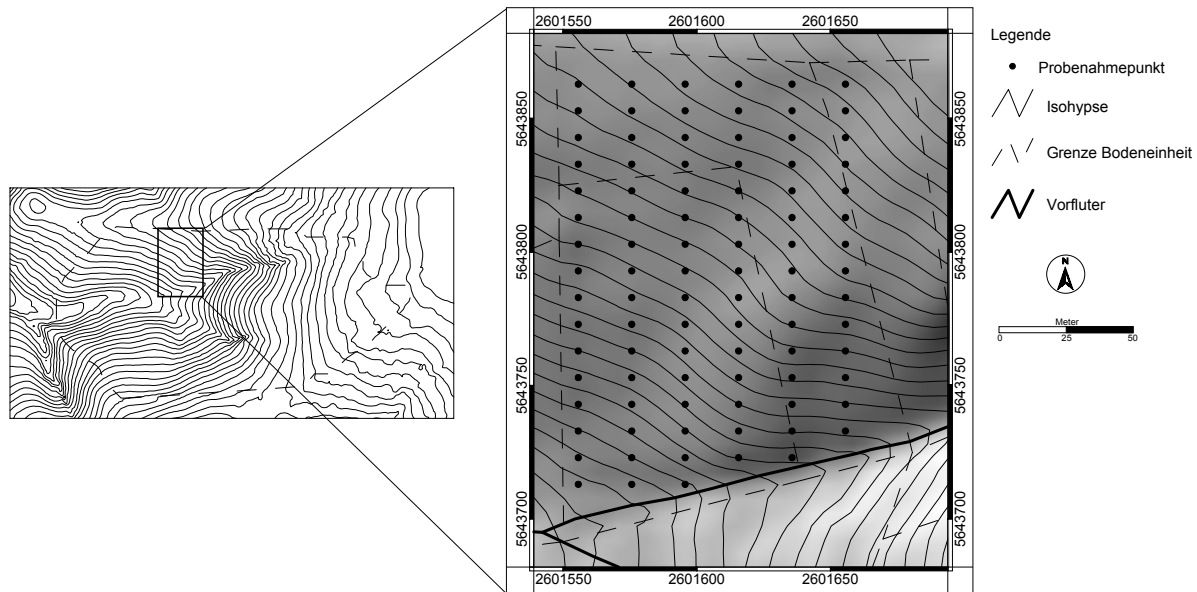 2601550 2601600 2601650
5643850 5643850
5643800 5643800
5643750 5643750
5643700 5643700
2601550 2601600 2601650
Legende
Probenahmepunkt
Isohypse
Grenze Bodeneinheit
Vorfluter
N
Meter
0 25 50